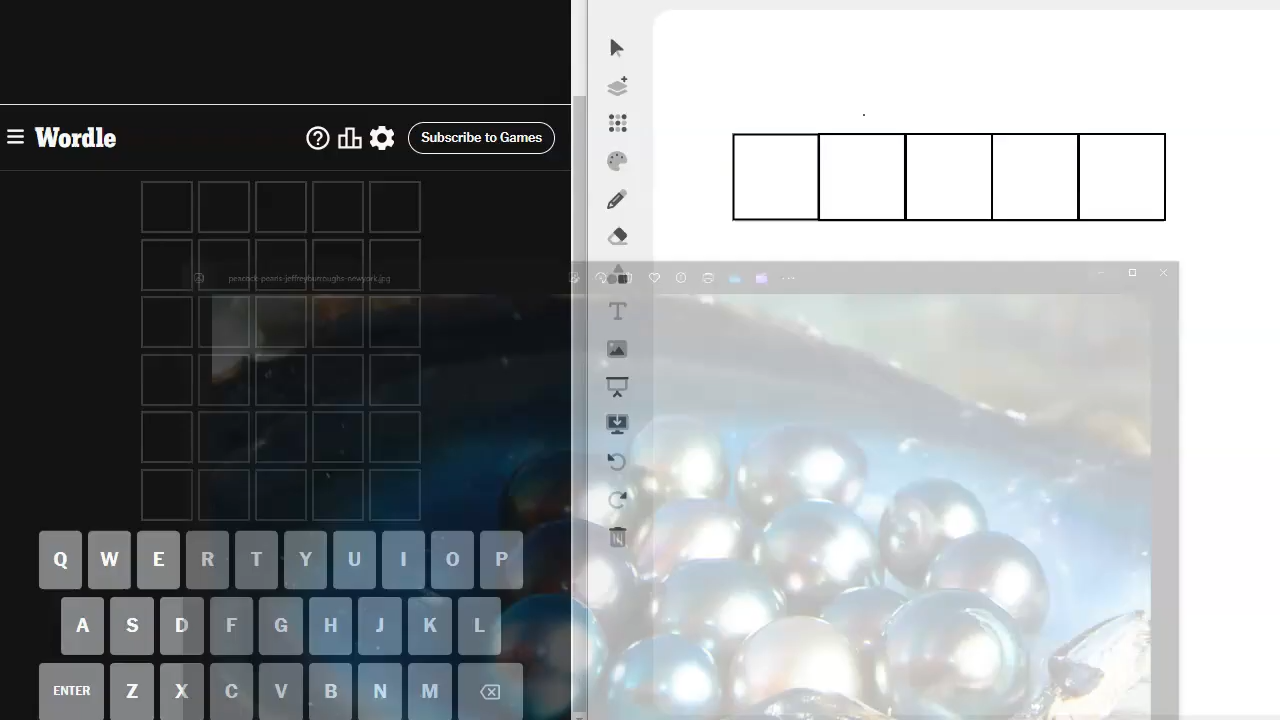 Wordle
Subscribe to Games
peacock-pearls-jeffreyburroughs-newyork.jpg
Q W E R T Y U I O P
A S D F G H J K L
ENTER Z X C V B N M